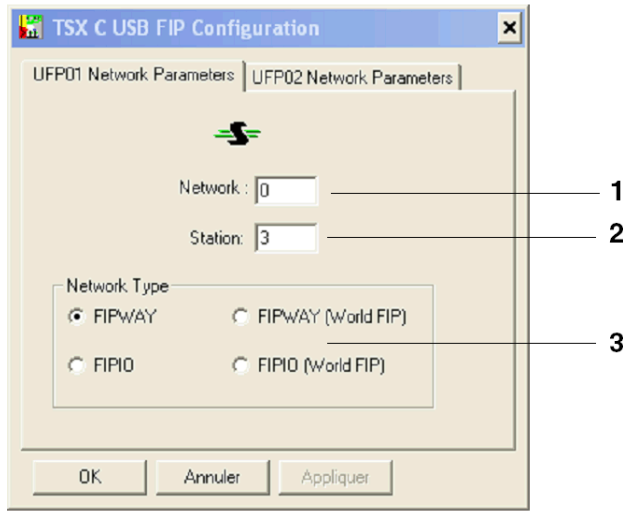 TSX C USB FIP Configuration
UFP01 Network Parameters UFP02 Network Parameters
Network : 0 1
Station: 3 2
Network Type
FIPWAY FIPWAY (World FIP)
3
FIPIO FIPIO (World FIP)
OK Annuler Appliquer